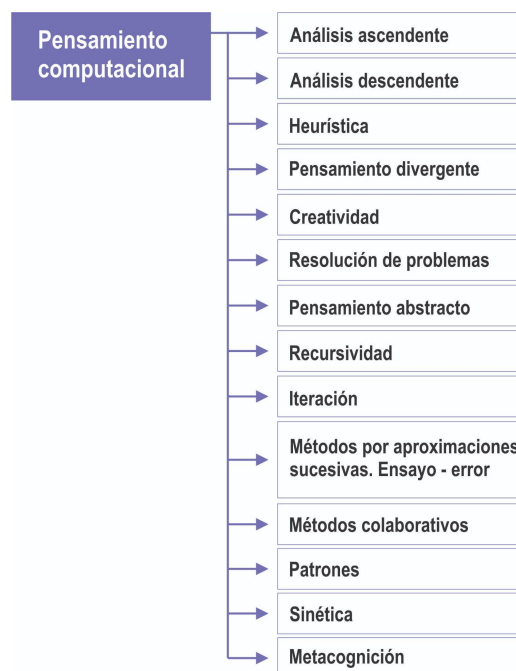 Pensamiento
computacional
Análisis ascendente
Análisis descendente
Heurística
Pensamiento divergente
Creatividad
Resolución de problemas
Pensamiento abstracto
Recursividad
Iteración
Métodos por aproximaciones
sucesivas. Ensayo - error
Métodos colaborativos
Patrones
Sinética
Metacognición